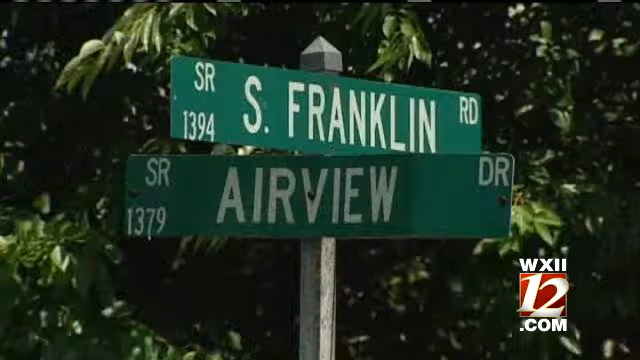 SR S. FRANKLIN RD
1394
SR AIRVIEW DR
1379
WXII
12
.COM